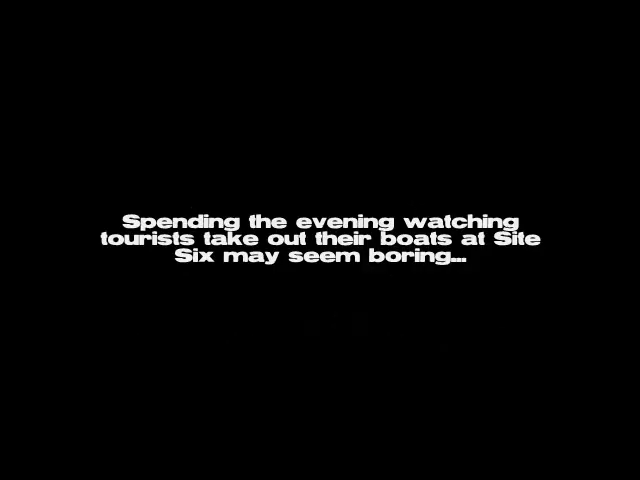 Spending the evening watching
tourists take out their boats at Site
Six may seem boring...